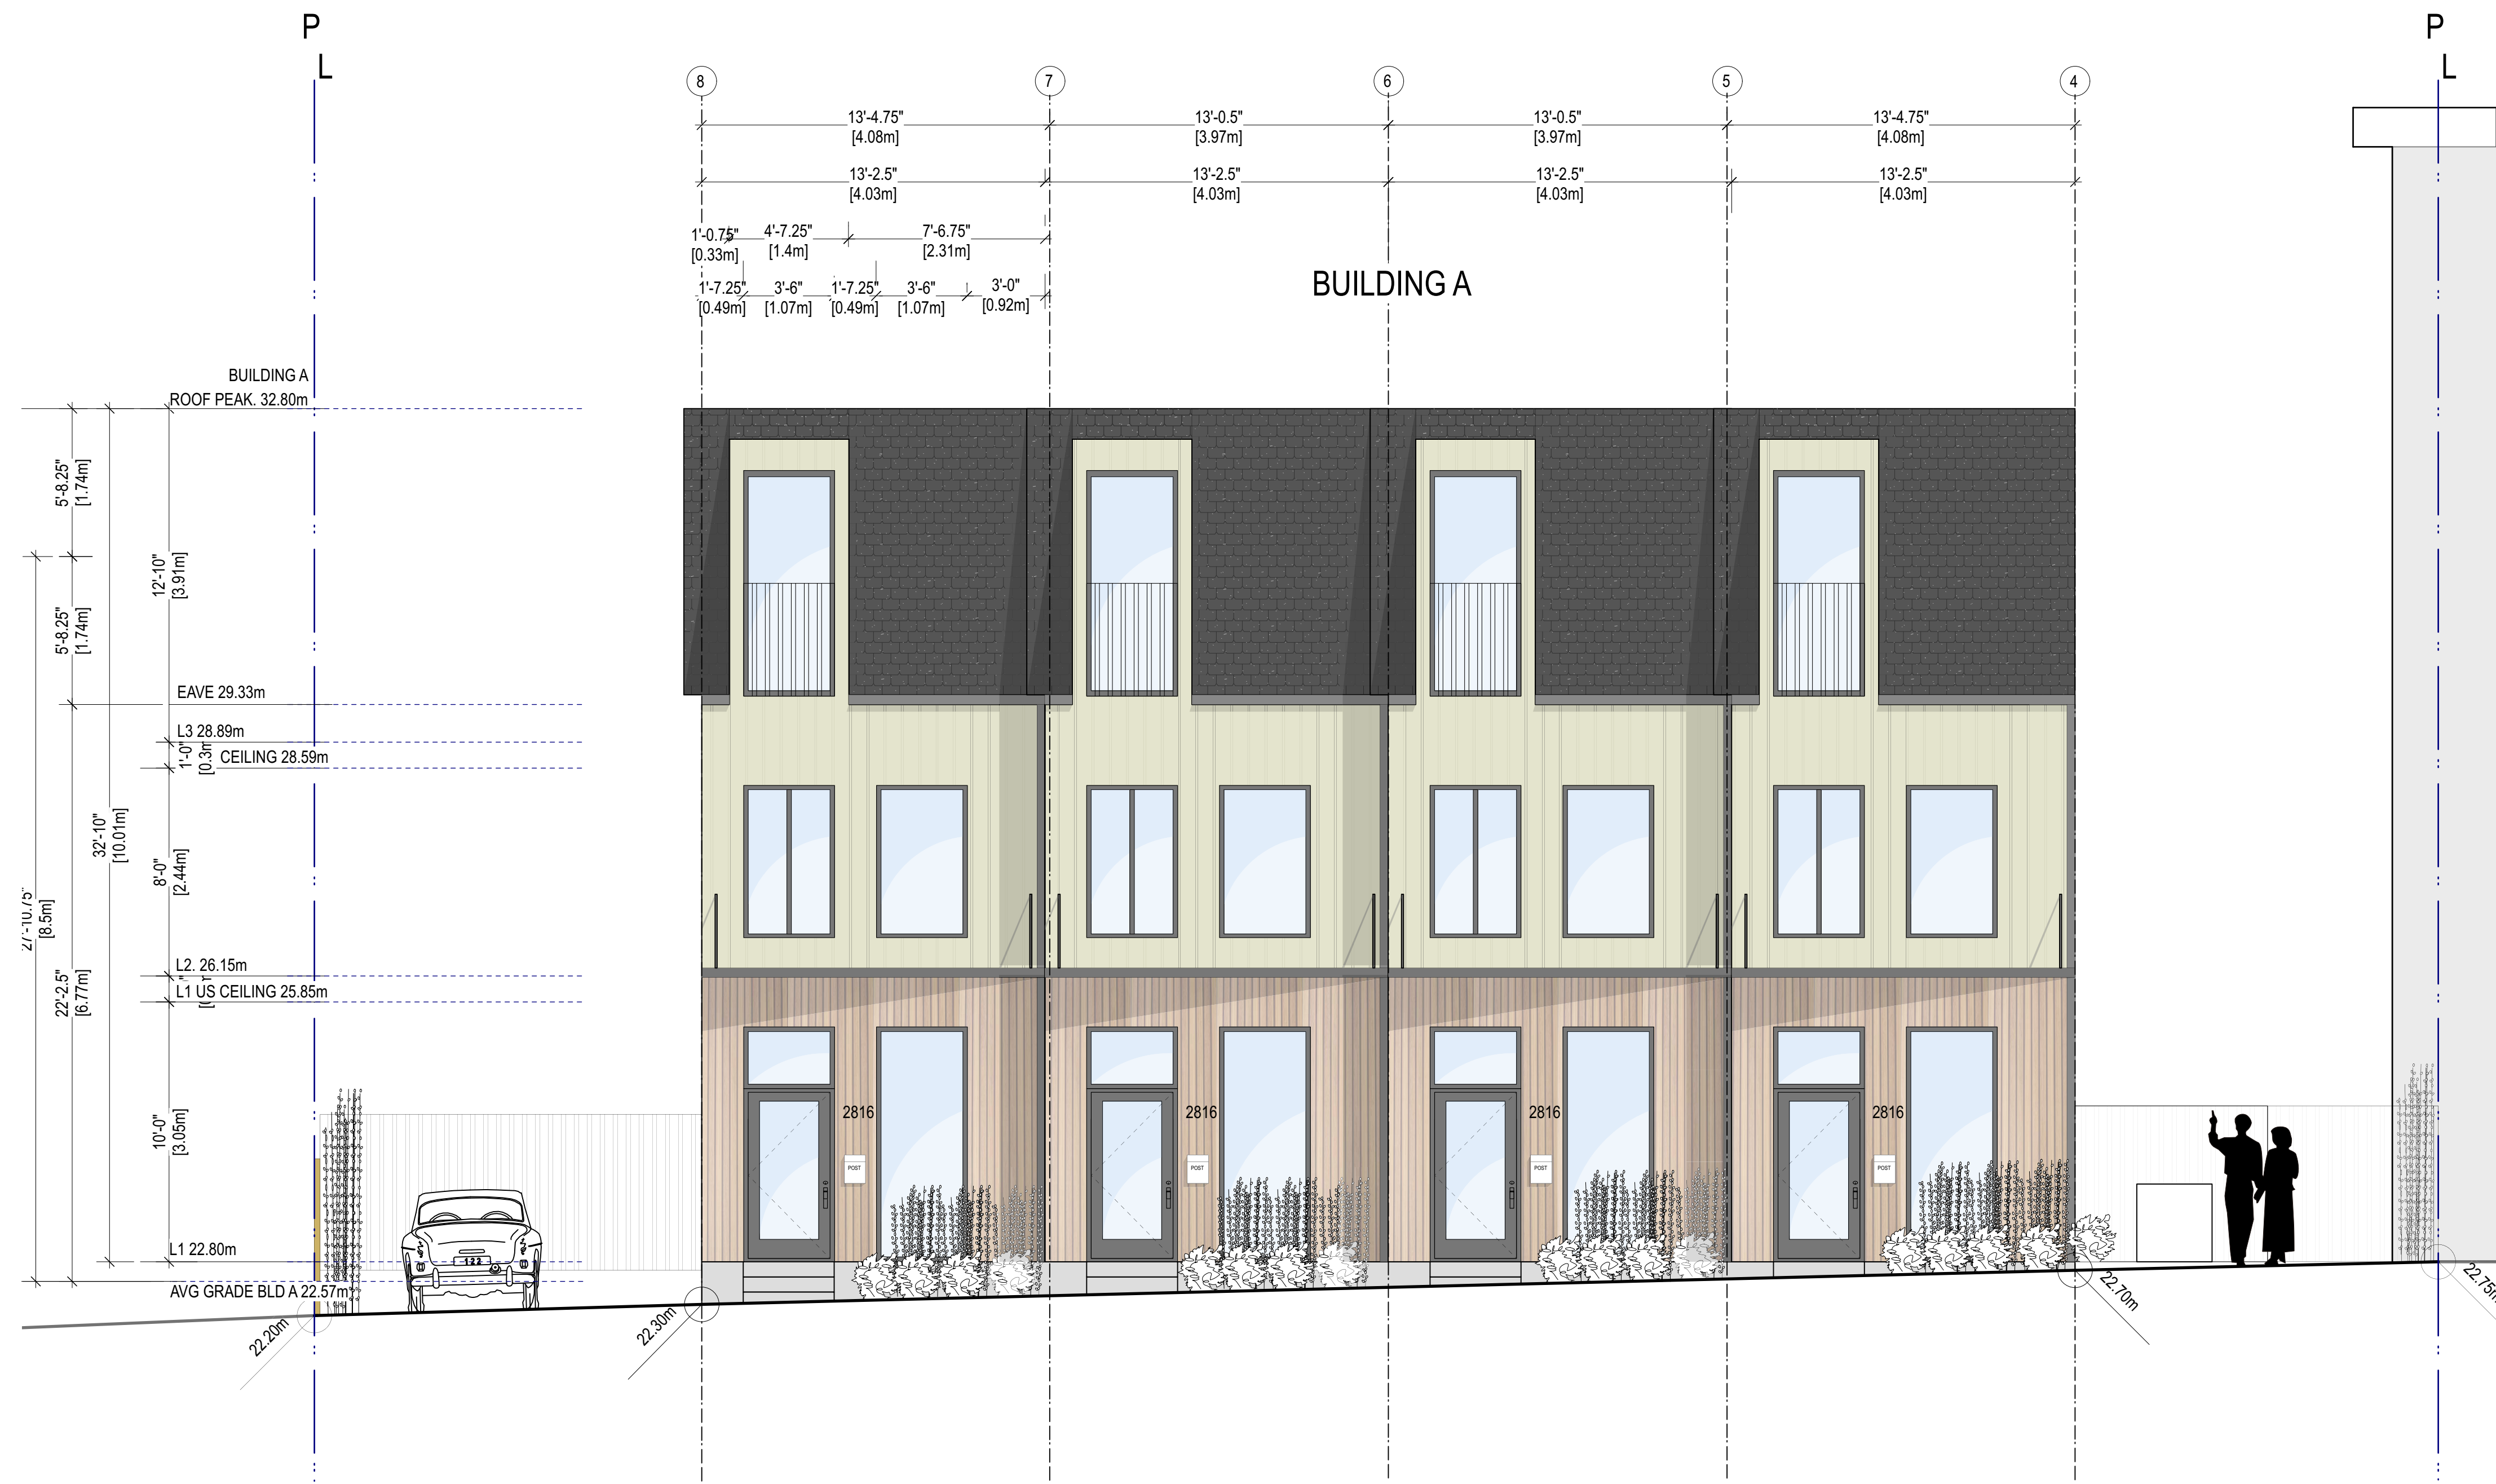 P
L
P
L
8
7
6
5
4
13'-4.75"
[4.08m]
13'-0.5"
[3.97m]
13'-0.5"
[3.97m]
13'-4.75"
[4.08m]
13'-2.5"
[4.03m]
13'-2.5"
[4.03m]
13'-2.5"
[4.03m]
13'-2.5"
[4.03m]
1'-0.75"
[0.33m]
4'-7.25"
[1.4m]
7'-6.75"
[2.31m]
1'-7.25"
[0.49m]
3'-6"
[1.07m]
1'-7.25"
[0.49m]
3'-6"
[1.07m]
3'-0"
[0.92m]
BUILDING A
BUILDING A
ROOF PEAK. 32.80m
5'-8.25"
[1.74m]
12'-10"
[3.91m]
5'-8.25"
[1.74m]
EAVE 29.33m
L3 28.89m
1'-0"
[0.3m
CEILING 28.59m
32'-10"
[10.01m]
8'-0"
[2.44m]
27'-10.75"
[8.5m]
22'-2.5"
[6.77m]
L2. 26.15m
L1 US CEILING 25.85m
10'-0"
[3.05m]
L1 22.80m
AVG GRADE BLD A 22.57m
2816
2816
2816
2816
POST
POST
POST
POST
122
22.20m
22.30m
22.70m
22.75m